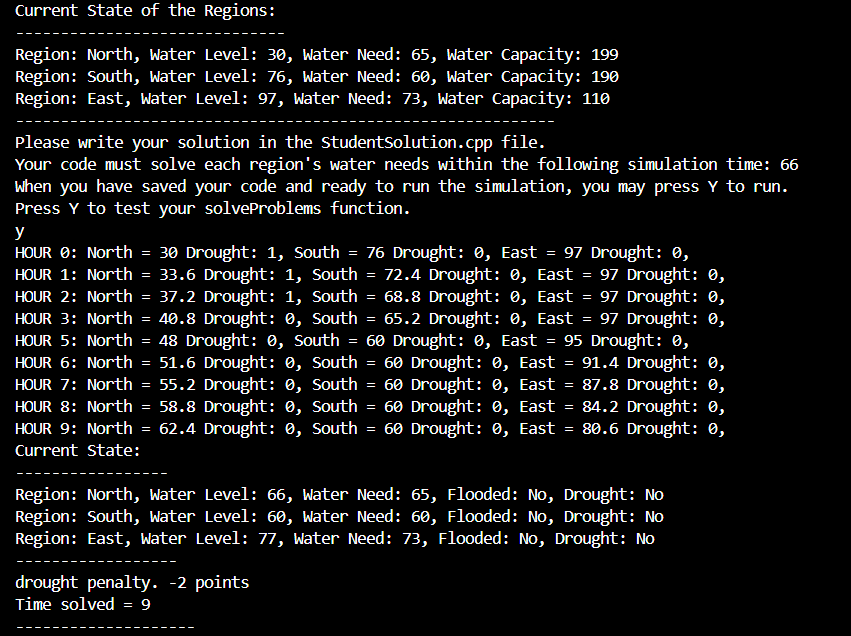 Current State of the Regions:
------------------------------
Region: North, Water Level: 30, Water Need: 65, Water Capacity: 199
Region: South, Water Level: 76, Water Need: 60, Water Capacity: 190
Region: East, Water Level: 97, Water Need: 73, Water Capacity: 110
------------------------------------------------------------
Please write your solution in the StudentSolution.cpp file.
Your code must solve each region's water needs within the following simulation time: 66
When you have saved your code and ready to run the simulation, you may press Y to run.
Press Y to test your solveProblems function.
y
HOUR 0: North = 30 Drought: 1, South = 76 Drought: 0, East = 97 Drought: 0,
HOUR 1: North = 33.6 Drought: 1, South = 72.4 Drought: 0, East = 97 Drought: 0,
HOUR 2: North = 37.2 Drought: 1, South = 68.8 Drought: 0, East = 97 Drought: 0,
HOUR 3: North = 40.8 Drought: 0, South = 65.2 Drought: 0, East = 97 Drought: 0,
HOUR 5: North = 48 Drought: 0, South = 60 Drought: 0, East = 95 Drought: 0,
HOUR 6: North = 51.6 Drought: 0, South = 60 Drought: 0, East = 91.4 Drought: 0,
HOUR 7: North = 55.2 Drought: 0, South = 60 Drought: 0, East = 87.8 Drought: 0,
HOUR 8: North = 58.8 Drought: 0, South = 60 Drought: 0, East = 84.2 Drought: 0,
HOUR 9: North = 62.4 Drought: 0, South = 60 Drought: 0, East = 80.6 Drought: 0,
Current State:
-----------------
Region: North, Water Level: 66, Water Need: 65, Flooded: No, Drought: No
Region: South, Water Level: 60, Water Need: 60, Flooded: No, Drought: No
Region: East, Water Level: 77, Water Need: 73, Flooded: No, Drought: No
------------------
drought penalty. -2 points
Time solved = 9
--------------------